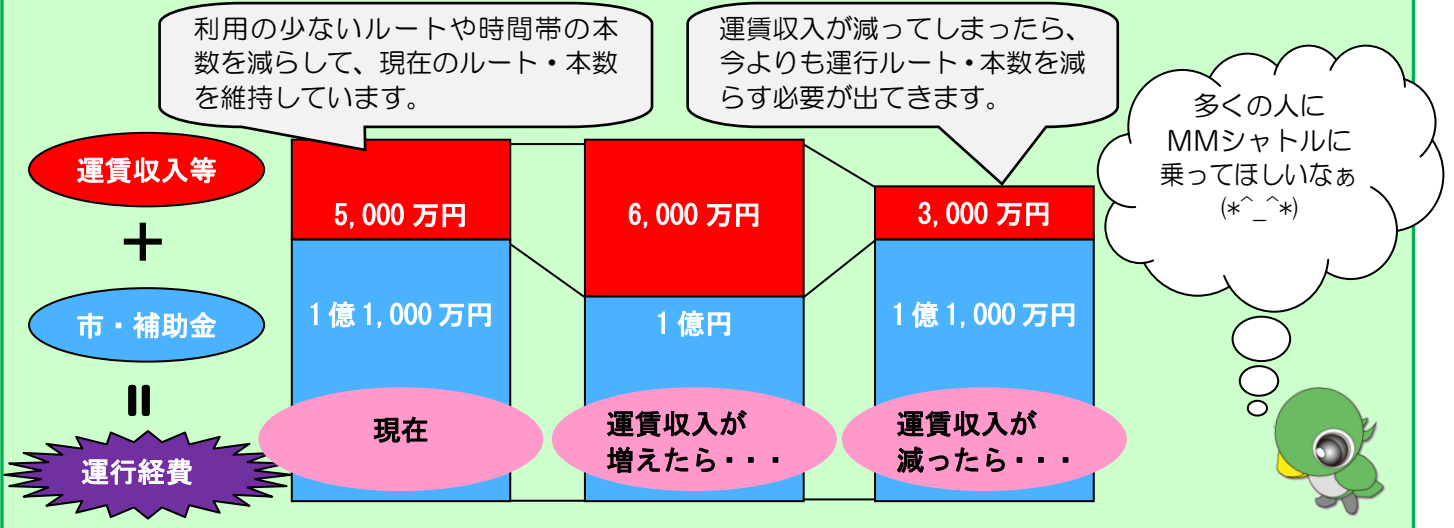 利用の少ないルートや時間帯の本
数を減らして、現在のルート・本数
を維持しています。
運賃収入が減ってしまったら、
今よりも運行ルート・本数を減
らす必要が出てきます。
多くの人に
MMシャトルに
乗ってほしいなぁ
(*^_^*)
運賃収入等
+
市・補助金
=
運行経費
5,000万円
6,000万円
3,000万円
1億1,000万円
1億円
1億1,000万円
現在
運賃収入が
増えたら・・・
運賃収入が
減ったら・・・